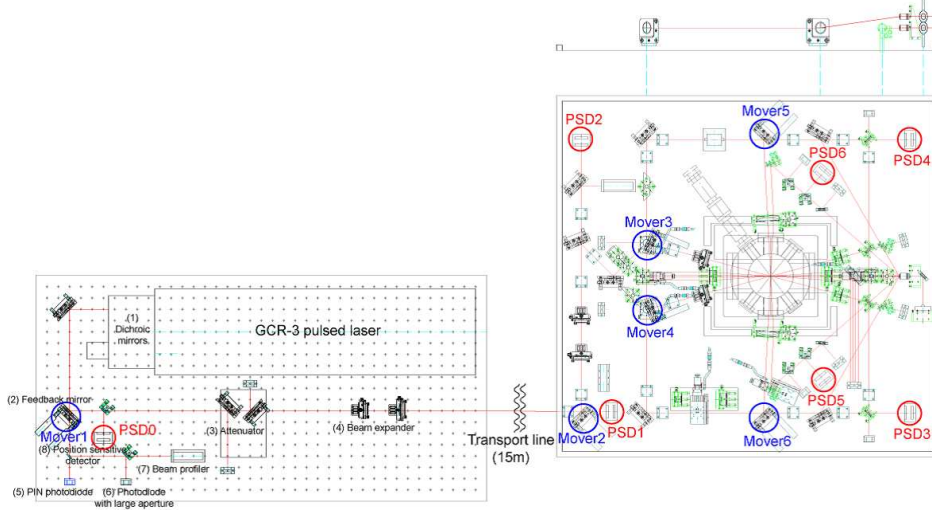 Mover5
PSD2
PSD4
PSD6
Mover3
Mover4
(1)
Dichroic
mirrors
GCR-3 pulsed laser
(2) Feedback mirror
Mover1
PSD0
(3) Attenuator
(4) Beam expander
(8) Position sensitive
detector
(7) Beam profiler
(5) PIN photodiode
(6) Photodiode
with large aperture
Transport line
(15m)
Mover2
PSD1
Mover6
PSD5
PSD3